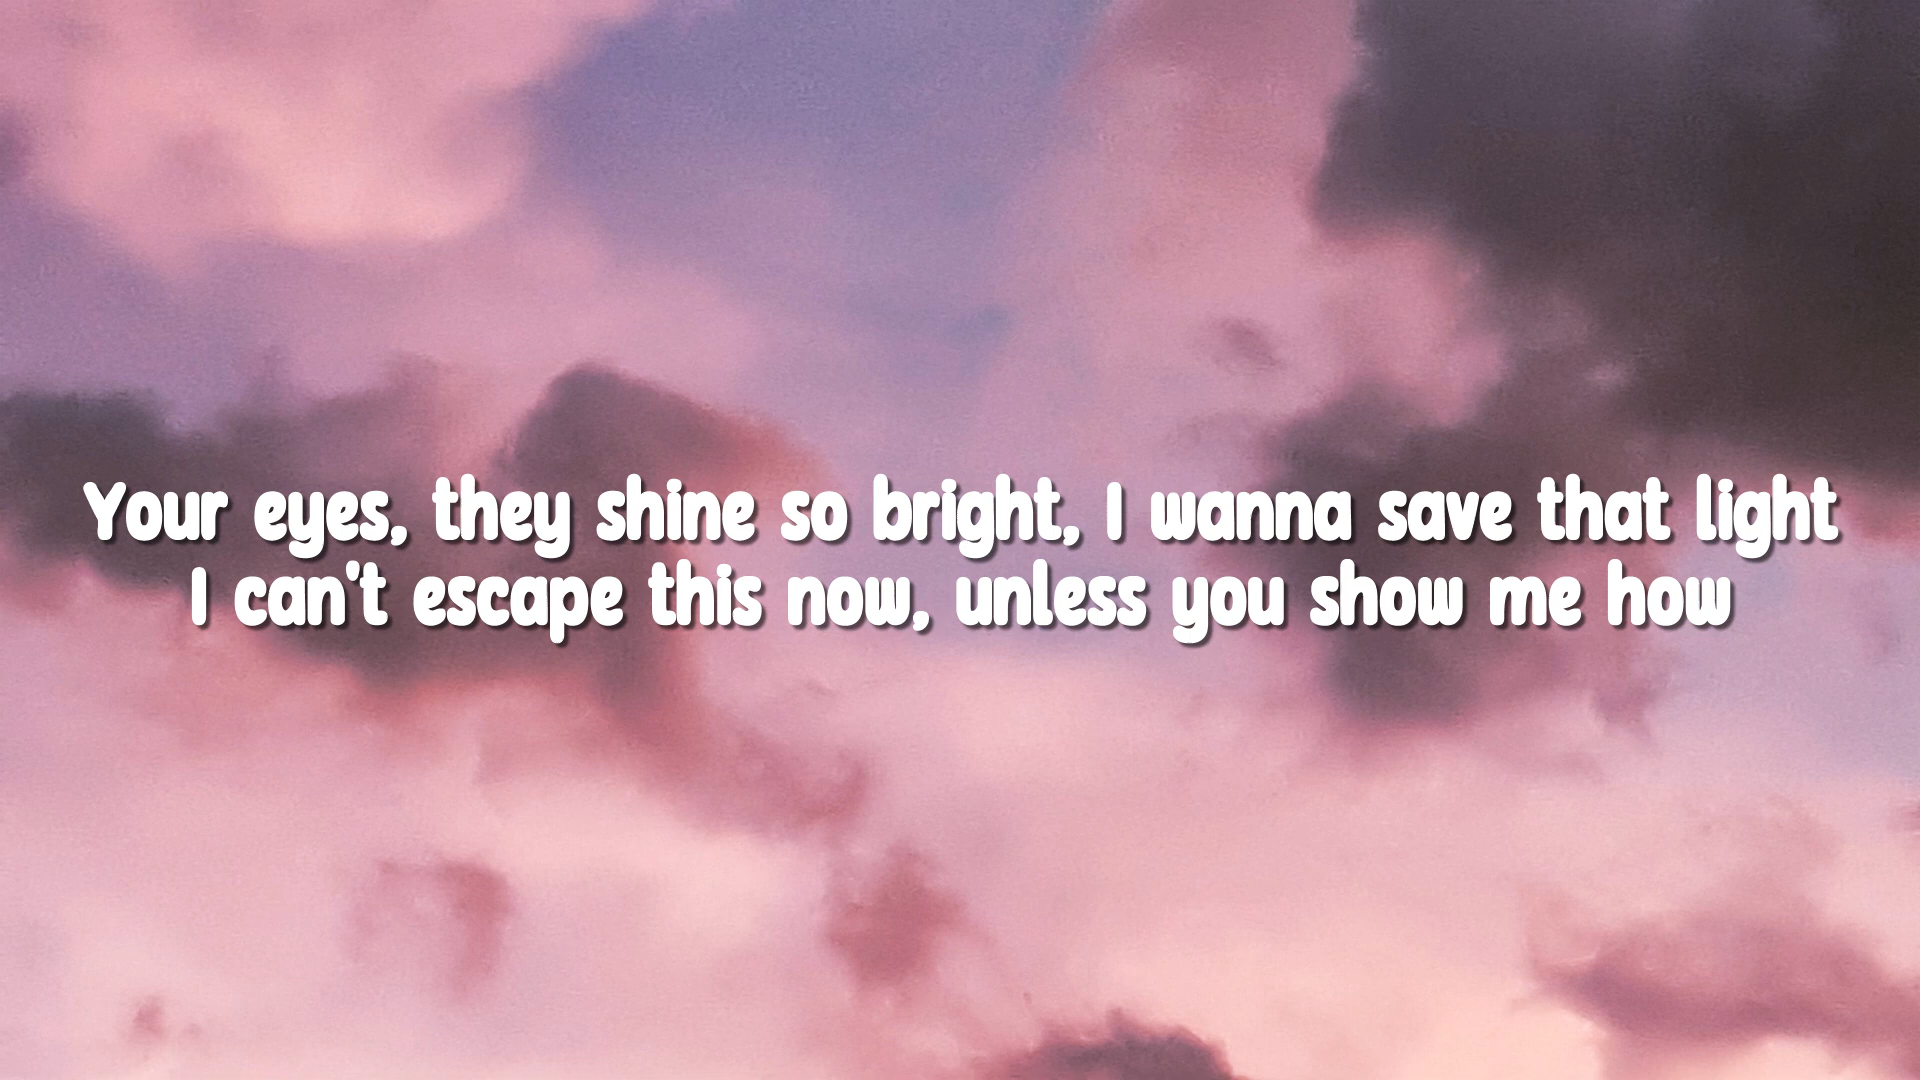 Your eyes, they shine so bright, I wanna save that light
I can't escape this now, unless you show me how